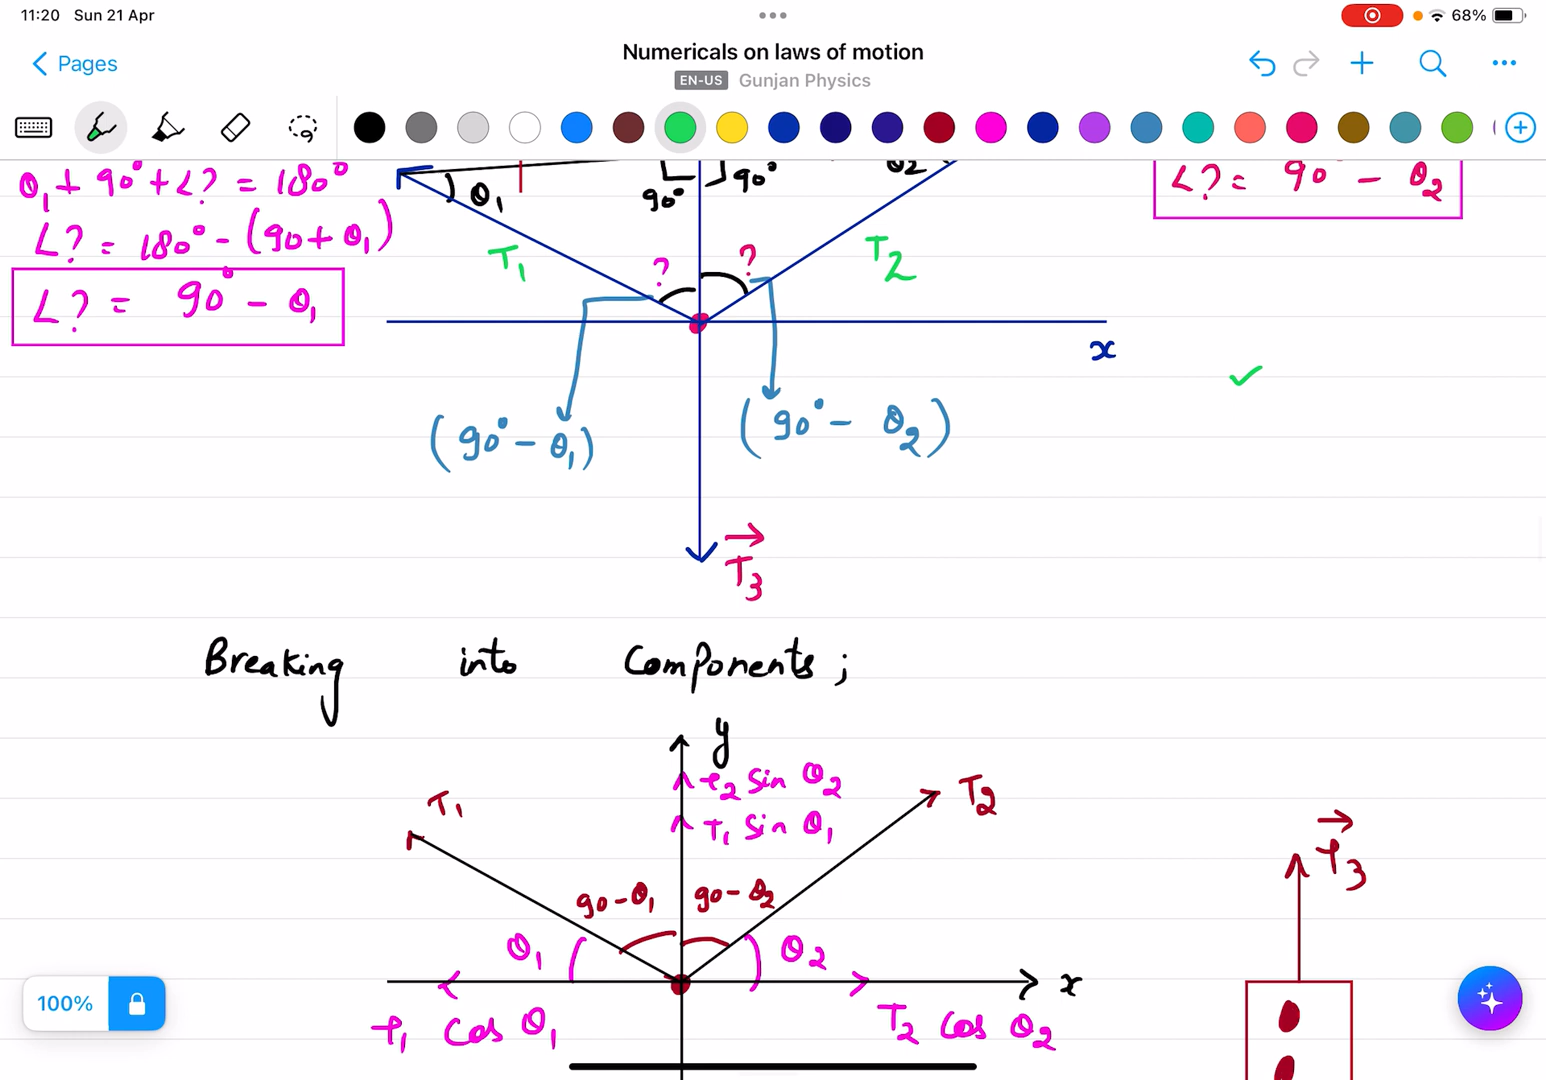 11:20 Sun 21 Apr
68%
Pages
Numericals on laws of motion
EN-US Gunjan Physics
θ₁ + 90° + ∠? = 180°
∠? = 180° - (90 + θ₁)
∠? = 90° - θ₁
θ₁
90°
90°
θ₂
∠? = 90 - θ₂
T₁
?
?
T₂
x
(90° - θ₁)
(90° - θ₂)
T₃
Breaking into Components ;
y
T₂ Sin θ₂
T₁ Sin θ₁
T₁
T₂
90-θ₁
90-θ₂
θ₁
θ₂
x
T₁ Cos θ₁
T₂ Cos θ₂
T₃
100%